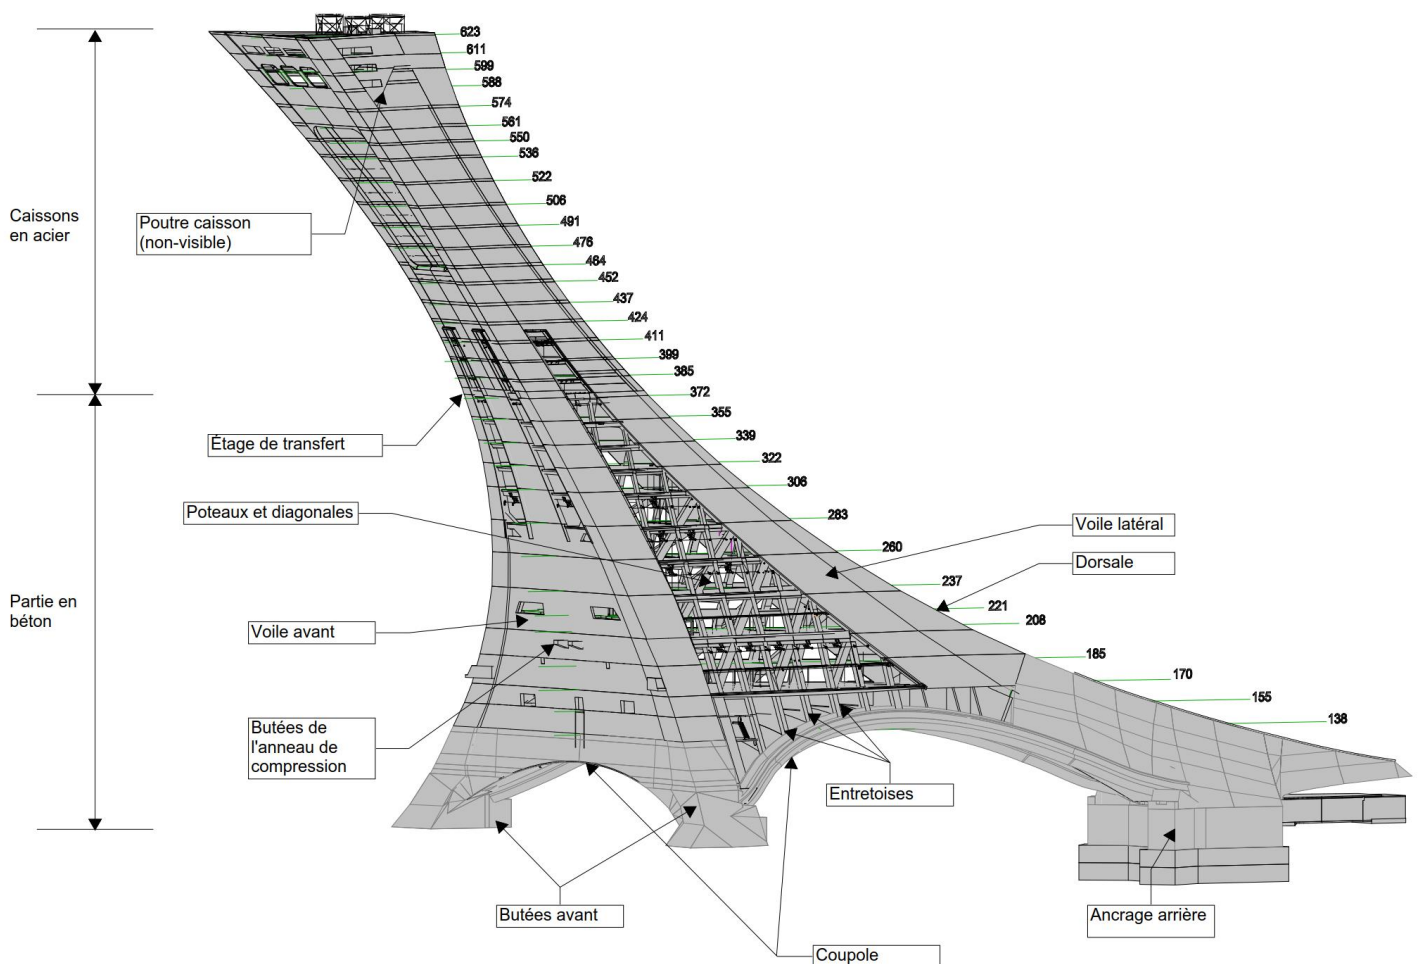 623
611
599
588
574
561
550
536
522
506
491
476
464
452
437
424
411
399
385
372
355
339
322
306
283
260
237
221
208
185
170
155
138
Caissons
en acier
Poutre caisson
(non-visible)
Étage de transfert
Poteaux et diagonales
Voile latéral
Dorsale
Partie en
béton
Voile avant
Butées de
l'anneau de
compression
Entretoises
Butées avant
Ancrage arrière
Coupole